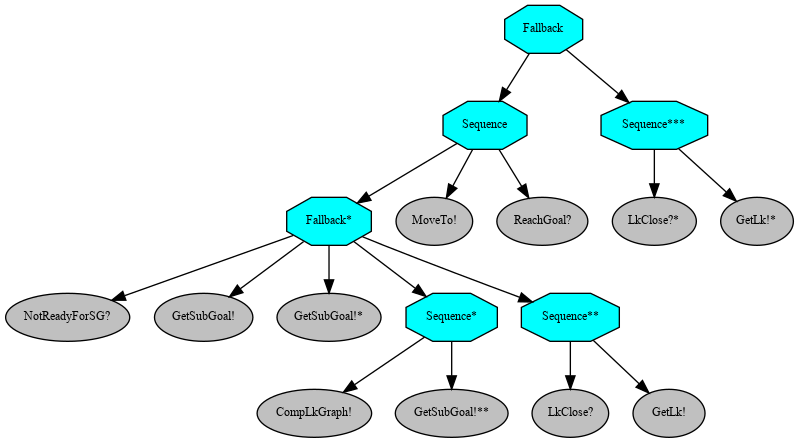 Fallback
Sequence
Sequence***
Fallback*
MoveTo!
ReachGoal?
LkClose?*
GetLk!*
NotReadyForSG?
GetSubGoal!
GetSubGoal!*
Sequence*
Sequence**
CompLkGraph!
GetSubGoal!**
LkClose?
GetLk!